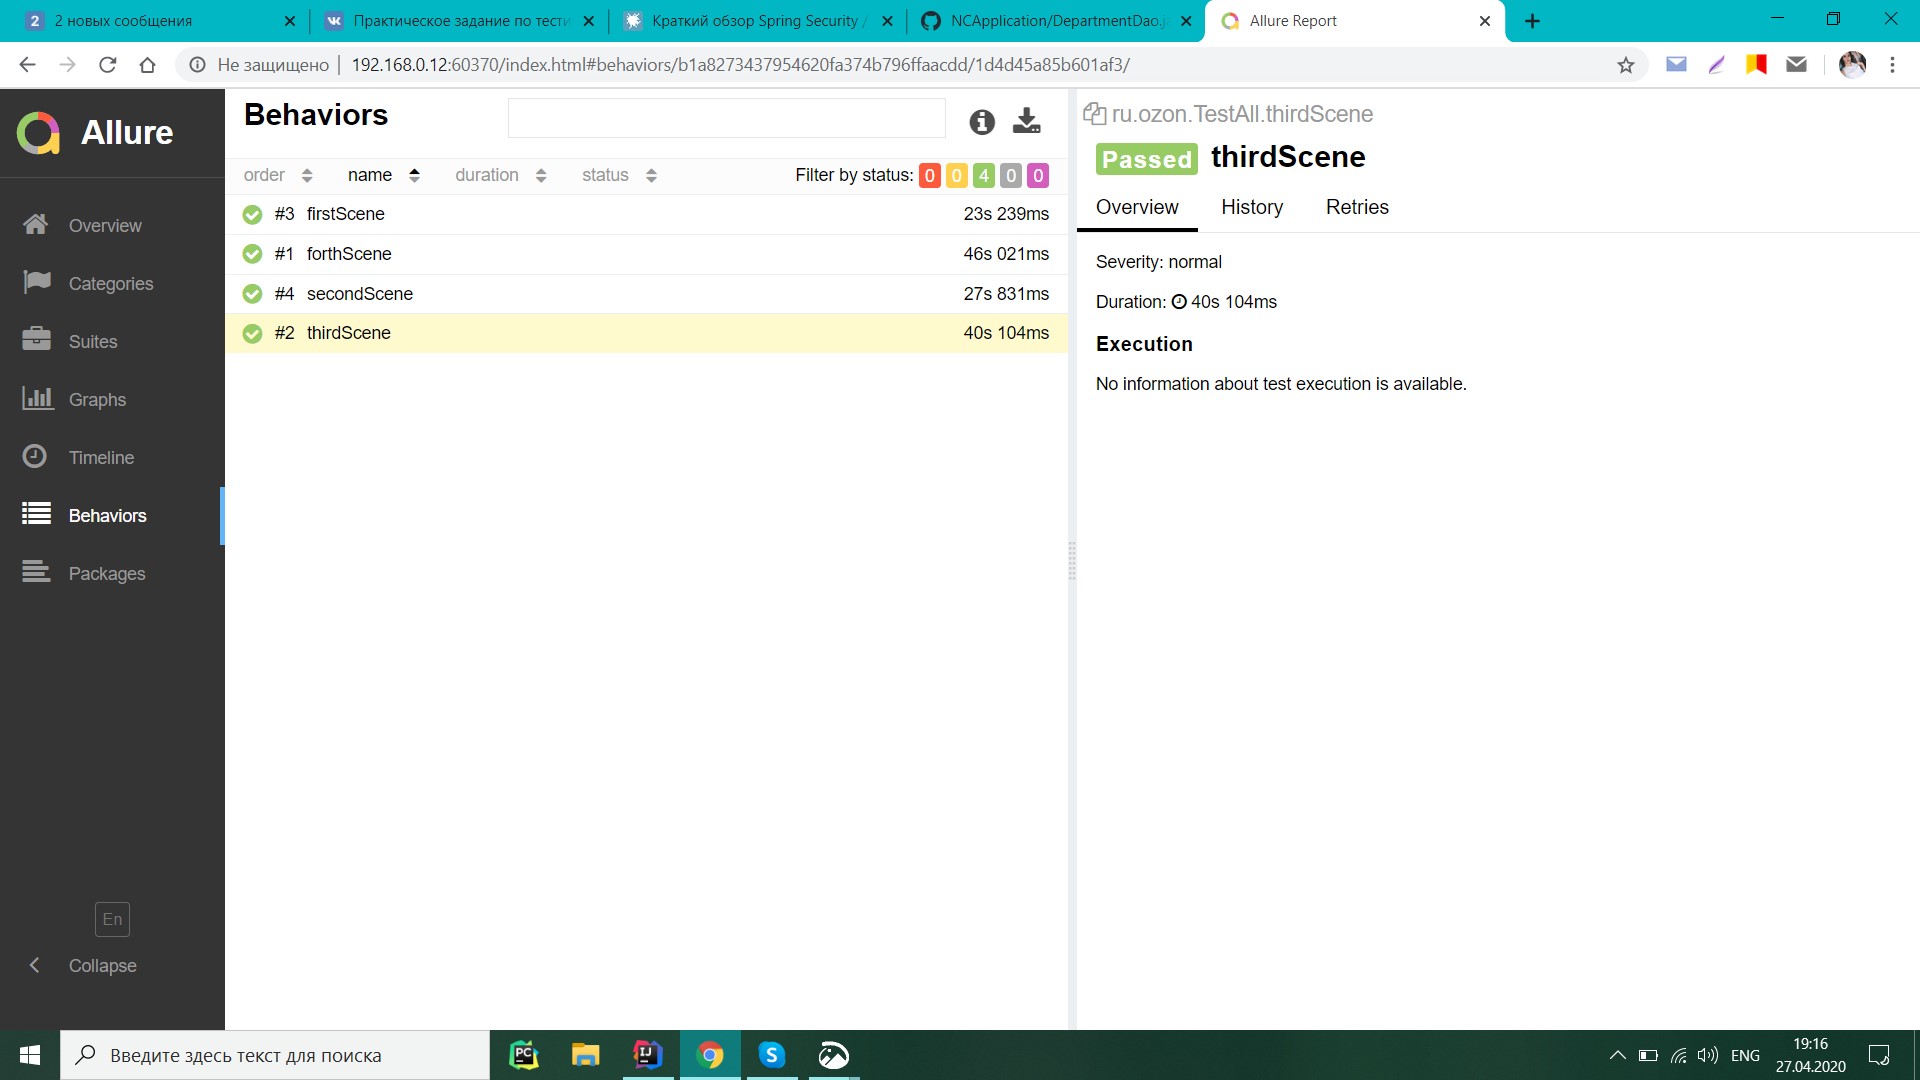 2 2 новых сообщения
Практическое задание по тести
Краткий обзор Spring Security /
NCApplication/DepartmentDao.ja
Allure Report
Не защищено 192.168.0.12:60370/index.html#behaviors/b1a8273437954620fa374b796ffaacdd/1d4d45a85b601af3/
Allure
Overview
Categories
Suites
Graphs
Timeline
Behaviors
Packages
En
Collapse
Behaviors
order name duration status Filter by status: 0 0 4 0 0
#3 firstScene 23s 239ms
#1 forthScene 46s 021ms
#4 secondScene 27s 831ms
#2 thirdScene 40s 104ms
ru.ozon.TestAll.thirdScene
Passed thirdScene
Overview History Retries
Severity: normal
Duration: 40s 104ms
Execution
No information about test execution is available.
Введите здесь текст для поиска
PC
IJ
S
ENG
19:16
27.04.2020